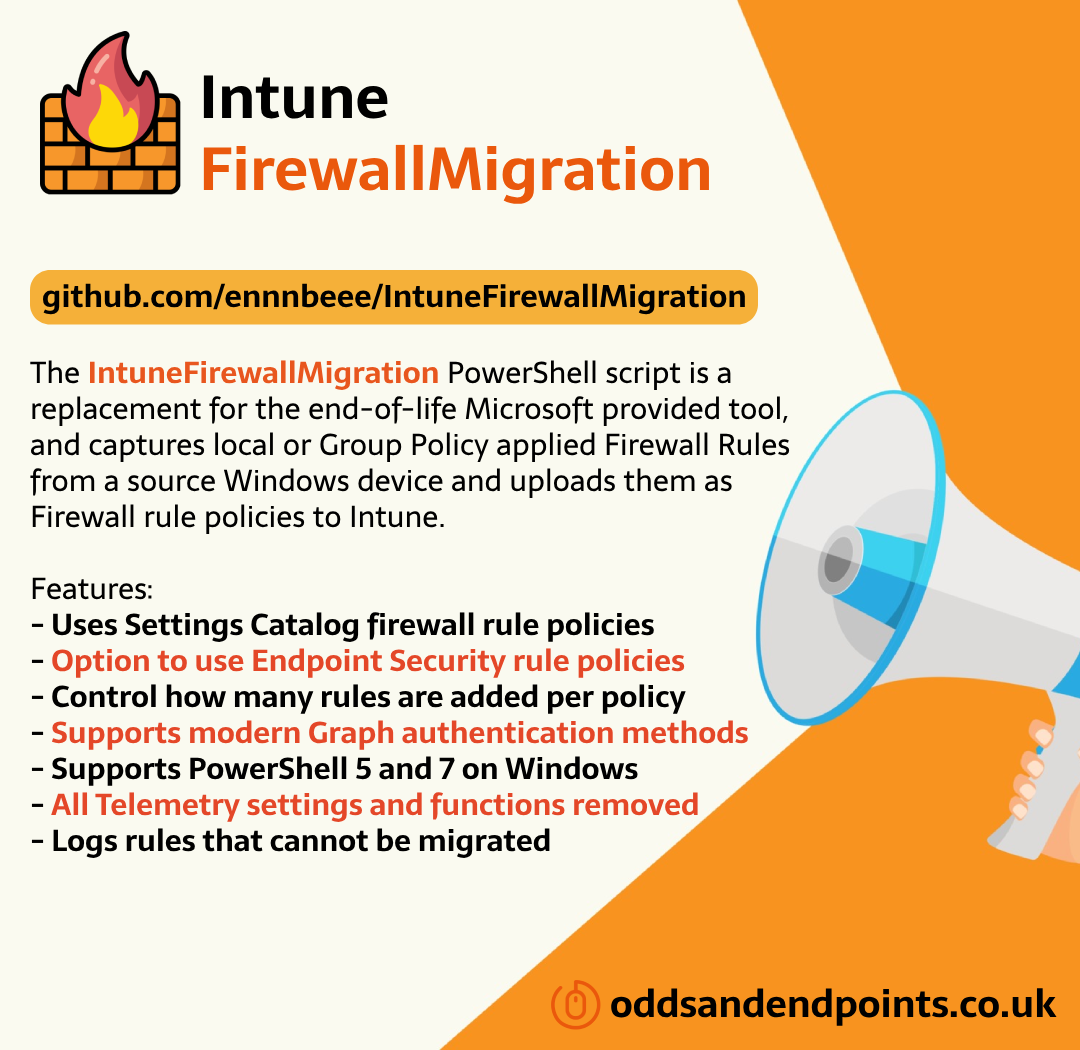 Intune
FirewallMigration
github.com/ennnbeee/IntuneFirewallMigration
The IntuneFirewallMigration PowerShell script is a
replacement for the end-of-life Microsoft provided tool,
and captures local or Group Policy applied Firewall Rules
from a source Windows device and uploads them as
Firewall rule policies to Intune.
Features:
- Uses Settings Catalog firewall rule policies
- Option to use Endpoint Security rule policies
- Control how many rules are added per policy
- Supports modern Graph authentication methods
- Supports PowerShell 5 and 7 on Windows
- All Telemetry settings and functions removed
- Logs rules that cannot be migrated
oddsandendpoints.co.uk